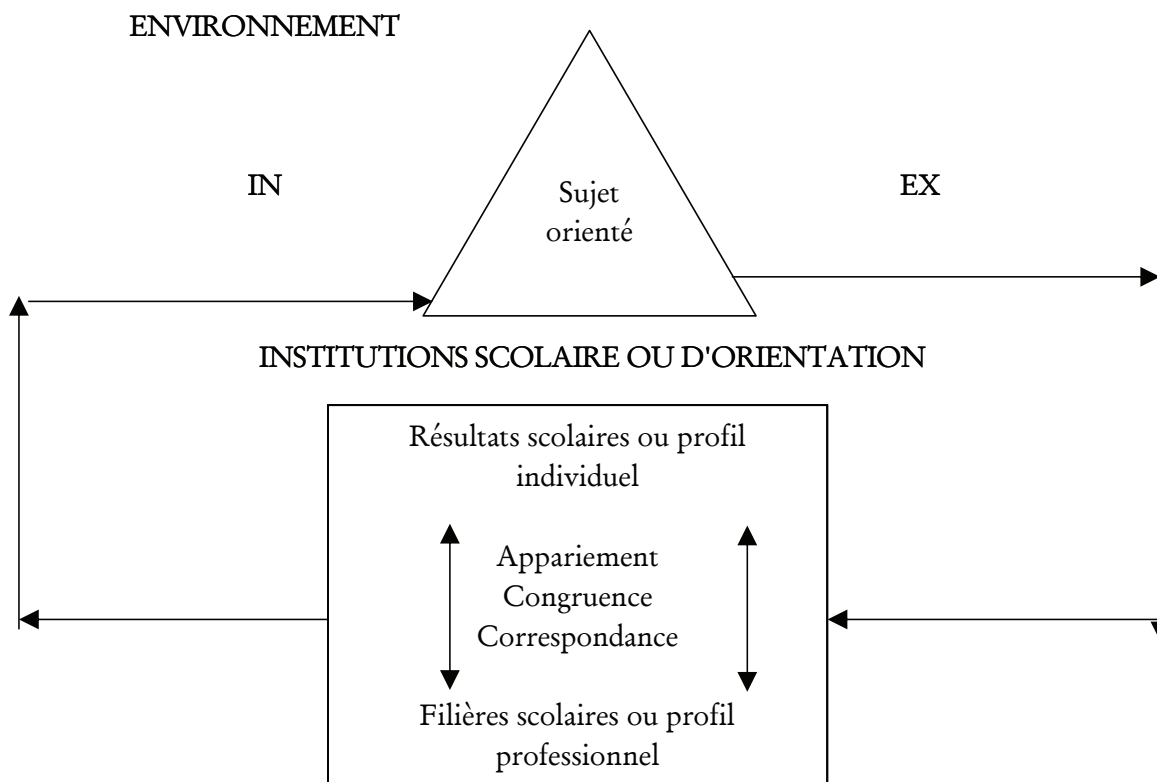 ENVIRONNEMENT
IN
EX
Sujet
orienté
INSTITUTIONS SCOLAIRE OU D'ORIENTATION
Résultats scolaires ou profil
individuel
Appariement
Congruence
Correspondance
Filières scolaires ou profil
professionnel